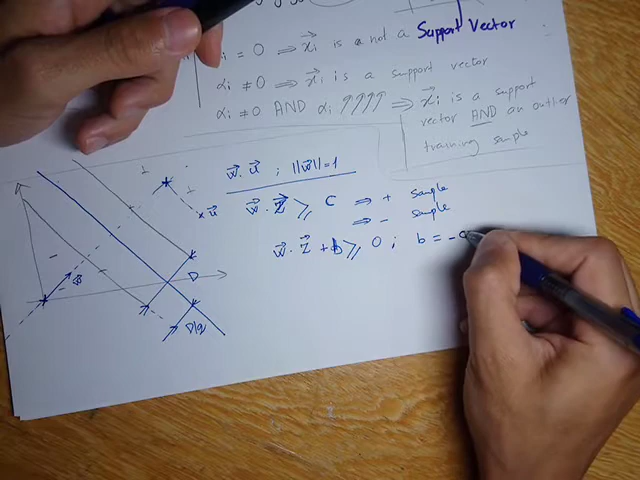 αᵢ = 0 ⇒ x⃗ᵢ is not a Support Vector
αᵢ ≠ 0 ⇒ x⃗ᵢ is a support vector
αᵢ ≠ 0 AND αᵢ ↑↑↑↑ ⇒ x⃗ᵢ is a support
vector AND an outlier
training sample
w⃗ · u⃗ ; ||w⃗|| = 1
w⃗ · z⃗ ≥ C ⇒ + sample
⇒ − sample
w⃗ · z⃗ + b ≥ 0 ; b = −c
u⃗
w⃗
D
D/2